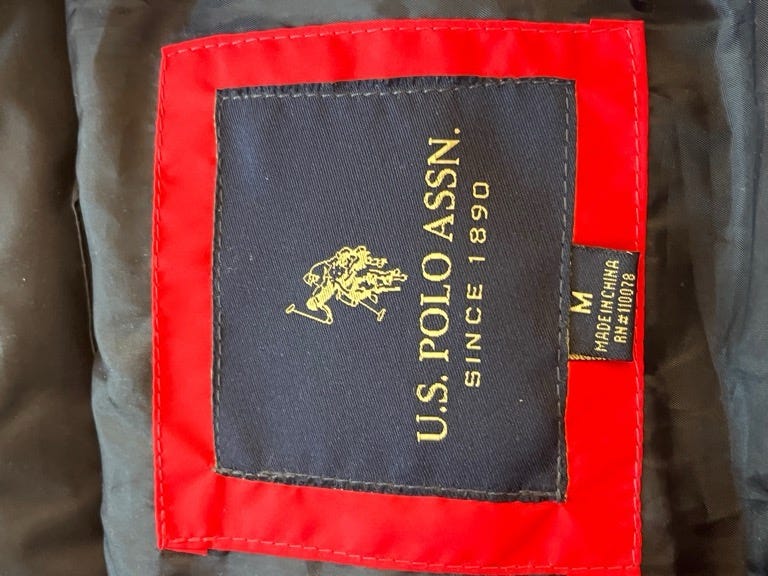 U.S. POLO ASSN.
SINCE 1890
M
MADE IN CHINA
RN# 110078